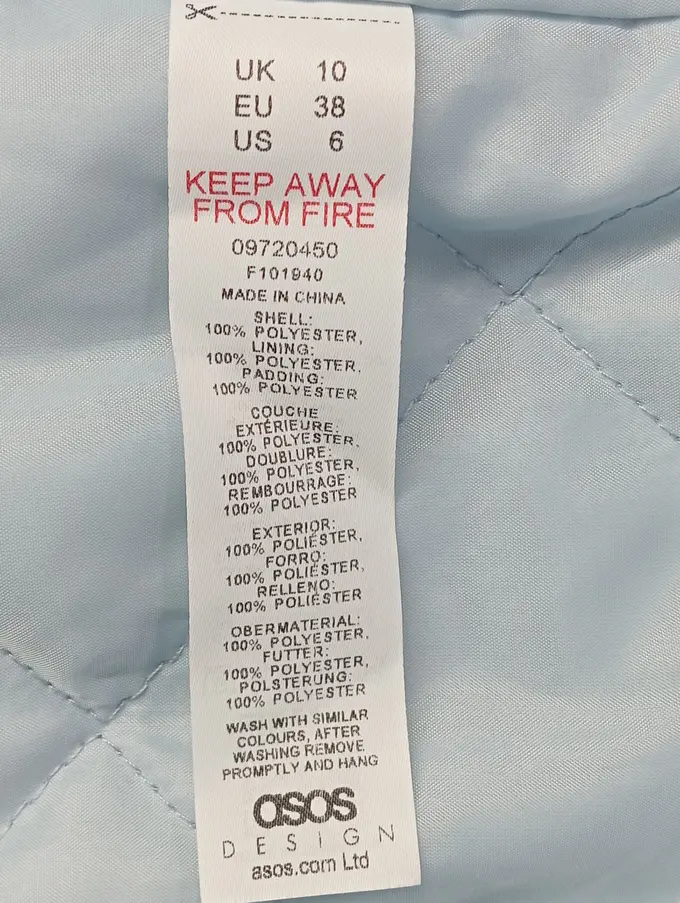 UK 10
EU 38
US 6
KEEP AWAY
FROM FIRE
09720450
F101940
MADE IN CHINA
SHELL:
100% POLYESTER,
LINING:
100% POLYESTER,
PADDING:
100% POLYESTER
COUCHE
EXTÉRIEURE:
100% POLYESTER,
DOUBLURE:
100% POLYESTER,
REMBOURRAGE:
100% POLYESTER
EXTERIOR:
100% POLIÉSTER,
FORRO:
100% POLIÉSTER,
RELLENO:
100% POLIÉSTER
OBERMATERIAL:
100% POLYESTER,
FUTTER:
100% POLYESTER,
POLSTERUNG:
100% POLYESTER
WASH WITH SIMILAR
COLOURS, AFTER
WASHING REMOVE
PROMPTLY AND HANG
asos
DESIGN
asos.com Ltd